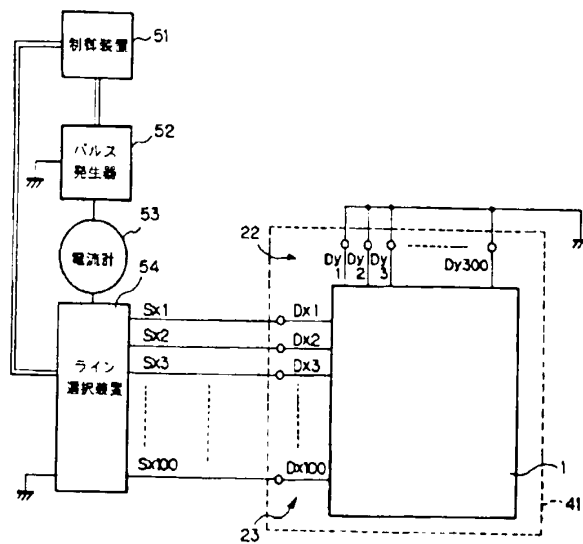 制御装置
51
パルス
発生器
52
電流計
53
54
ライン
選択装置
Sx1
Sx2
Sx3
Sx100
22
Dy
1
Dy
2
Dy
3
Dy300
Dx1
Dx2
Dx3
Dx100
23
1
41